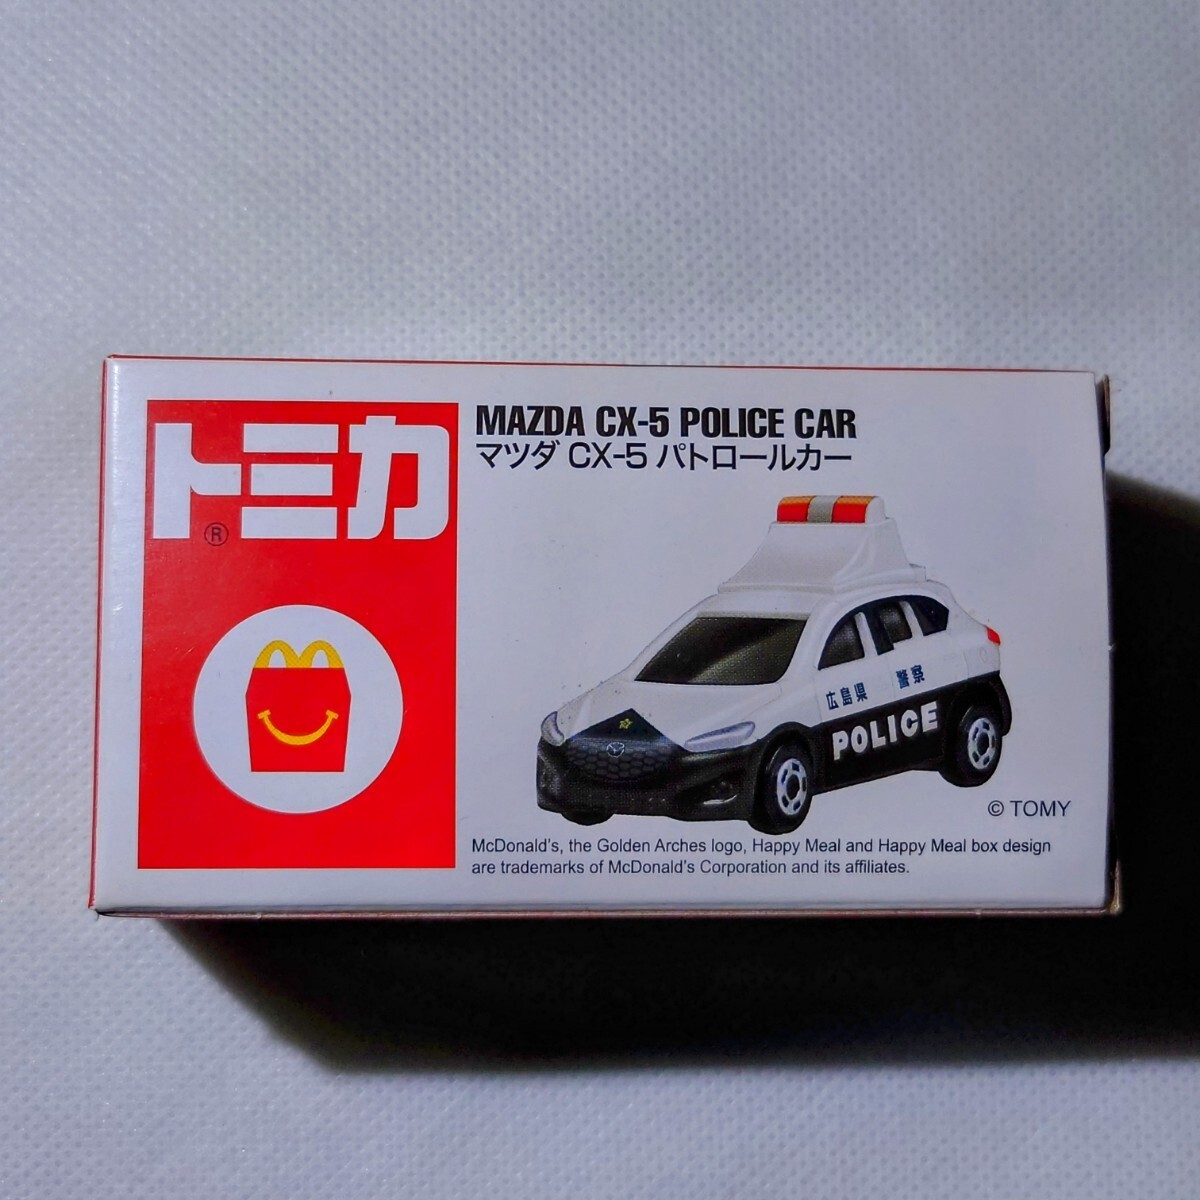 トミカ
®
MAZDA CX-5 POLICE CAR
マツダ CX-5 パトロールカー
広島県 警察
POLICE
© TOMY
McDonald's, the Golden Arches logo, Happy Meal and Happy Meal box design
are trademarks of McDonald's Corporation and its affiliates.